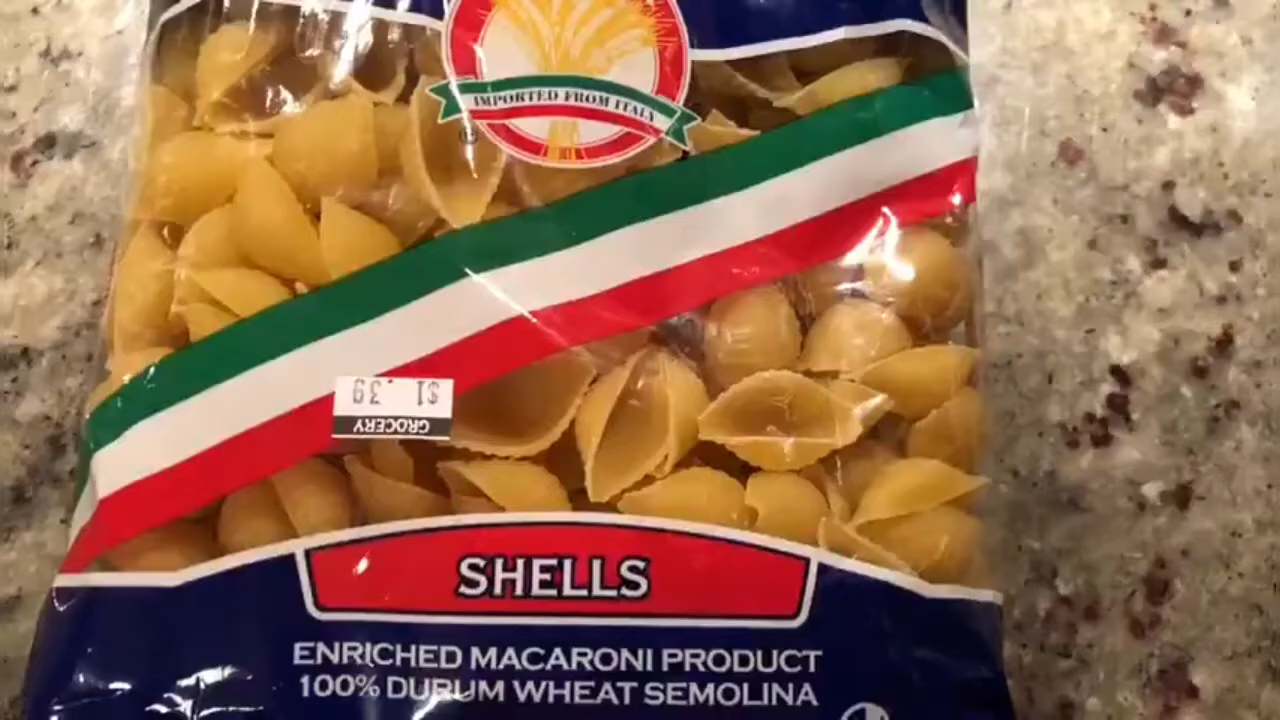 IMPORTED FROM ITALY
$1.39
GROCERY
SHELLS
ENRICHED MACARONI PRODUCT
100% DURUM WHEAT SEMOLINA